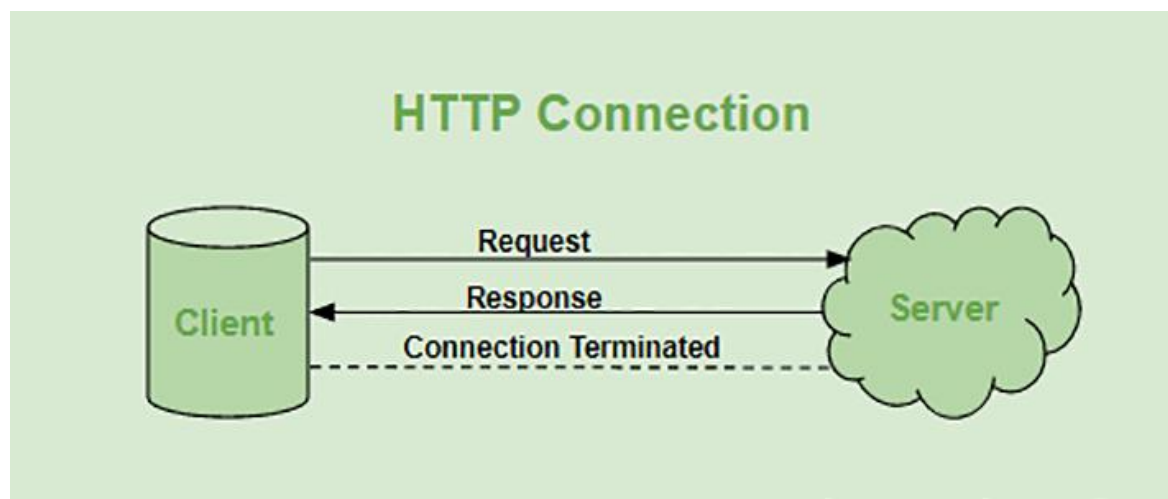 HTTP Connection
Request
Response
Client
Server
Connection Terminated